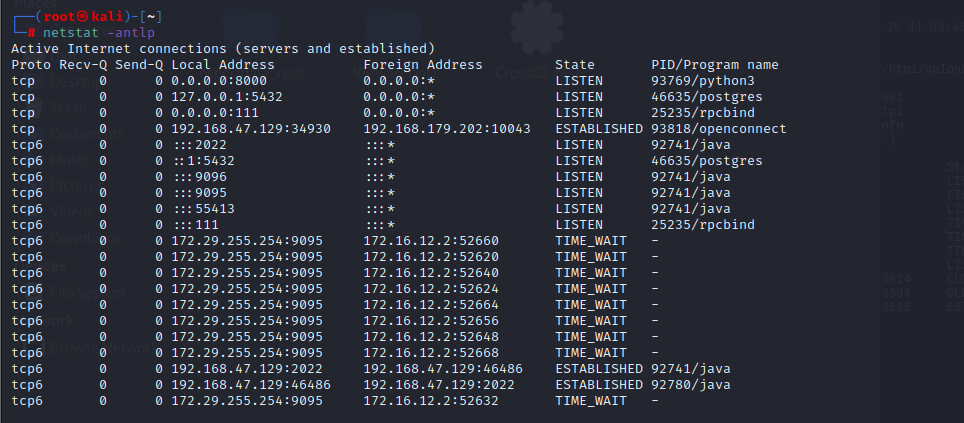 ┌──(root㉿kali)-[~]
└─# netstat -antlp
Active Internet connections (servers and established)
Proto Recv-Q Send-Q Local Address           Foreign Address         State       PID/Program name
tcp        0      0 0.0.0.0:8000            0.0.0.0:*               LISTEN      93769/python3
tcp        0      0 127.0.0.1:5432          0.0.0.0:*               LISTEN      46635/postgres
tcp        0      0 0.0.0.0:111             0.0.0.0:*               LISTEN      25235/rpcbind
tcp        0      0 192.168.47.129:34930    192.168.179.202:10043   ESTABLISHED 93818/openconnect
tcp6       0      0 :::2022                 :::*                    LISTEN      92741/java
tcp6       0      0 ::1:5432                :::*                    LISTEN      46635/postgres
tcp6       0      0 :::9096                 :::*                    LISTEN      92741/java
tcp6       0      0 :::9095                 :::*                    LISTEN      92741/java
tcp6       0      0 :::55413                :::*                    LISTEN      92741/java
tcp6       0      0 :::111                  :::*                    LISTEN      25235/rpcbind
tcp6       0      0 172.29.255.254:9095     172.16.12.2:52660       TIME_WAIT   -
tcp6       0      0 172.29.255.254:9095     172.16.12.2:52620       TIME_WAIT   -
tcp6       0      0 172.29.255.254:9095     172.16.12.2:52640       TIME_WAIT   -
tcp6       0      0 172.29.255.254:9095     172.16.12.2:52624       TIME_WAIT   -
tcp6       0      0 172.29.255.254:9095     172.16.12.2:52664       TIME_WAIT   -
tcp6       0      0 172.29.255.254:9095     172.16.12.2:52656       TIME_WAIT   -
tcp6       0      0 172.29.255.254:9095     172.16.12.2:52648       TIME_WAIT   -
tcp6       0      0 172.29.255.254:9095     172.16.12.2:52668       TIME_WAIT   -
tcp6       0      0 192.168.47.129:2022     192.168.47.129:46486    ESTABLISHED 92741/java
tcp6       0      0 192.168.47.129:46486    192.168.47.129:2022     ESTABLISHED 92780/java
tcp6       0      0 172.29.255.254:9095     172.16.12.2:52632       TIME_WAIT   -